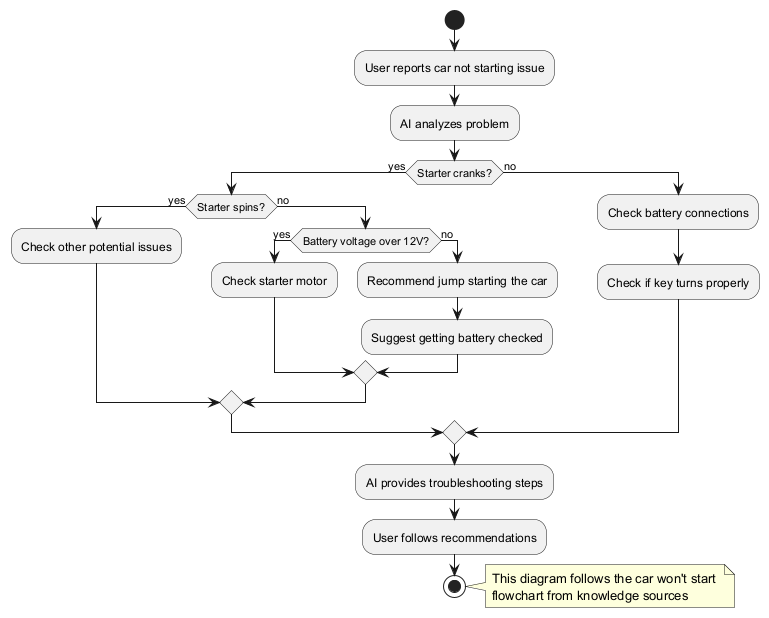 User reports car not starting issue
AI analyzes problem
yes
Starter cranks?
no
yes
Starter spins?
no
Check battery connections
Check other potential issues
yes
Battery voltage over 12V?
no
Check starter motor
Recommend jump starting the car
Check if key turns properly
Suggest getting battery checked
AI provides troubleshooting steps
User follows recommendations
This diagram follows the car won't start
flowchart from knowledge sources